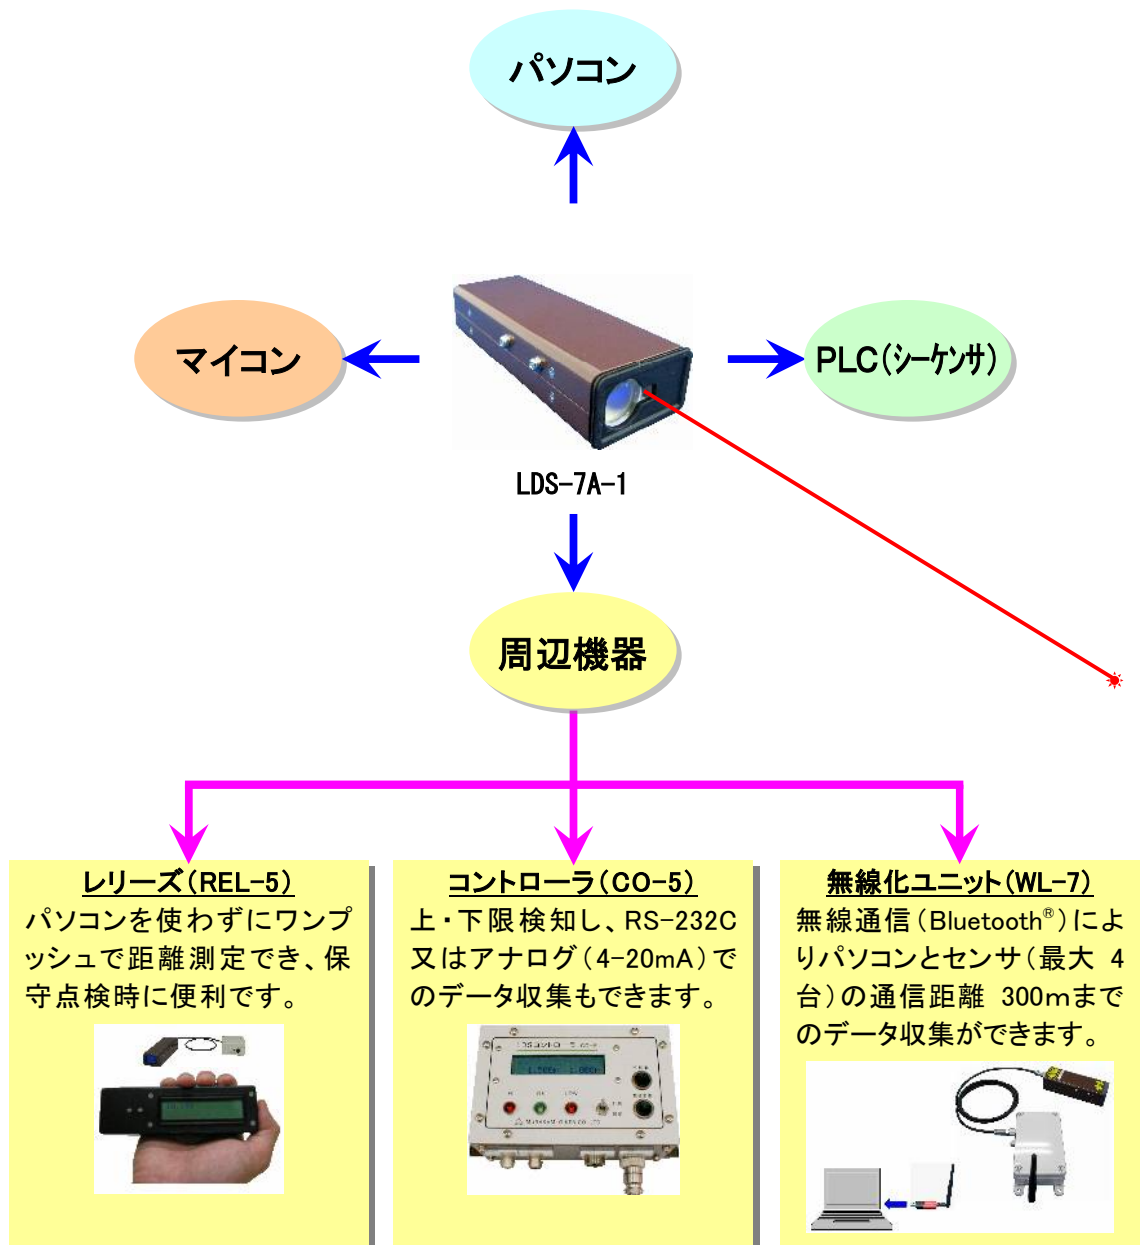 パソコン
マイコン
PLC(シーケンサ)
LDS-7A-1
周辺機器
レリーズ(REL-5)
パソコンを使わずにワンプ
ッシュで距離測定でき、保
守点検時に便利です。
コントローラ(CO-5)
上・下限検知し、RS-232C
又はアナログ(4-20mA)で
のデータ収集もできます。
無線化ユニット(WL-7)
無線通信(Bluetooth®)によ
りパソコンとセンサ(最大 4
台)の通信距離 300mまで
のデータ収集ができます。